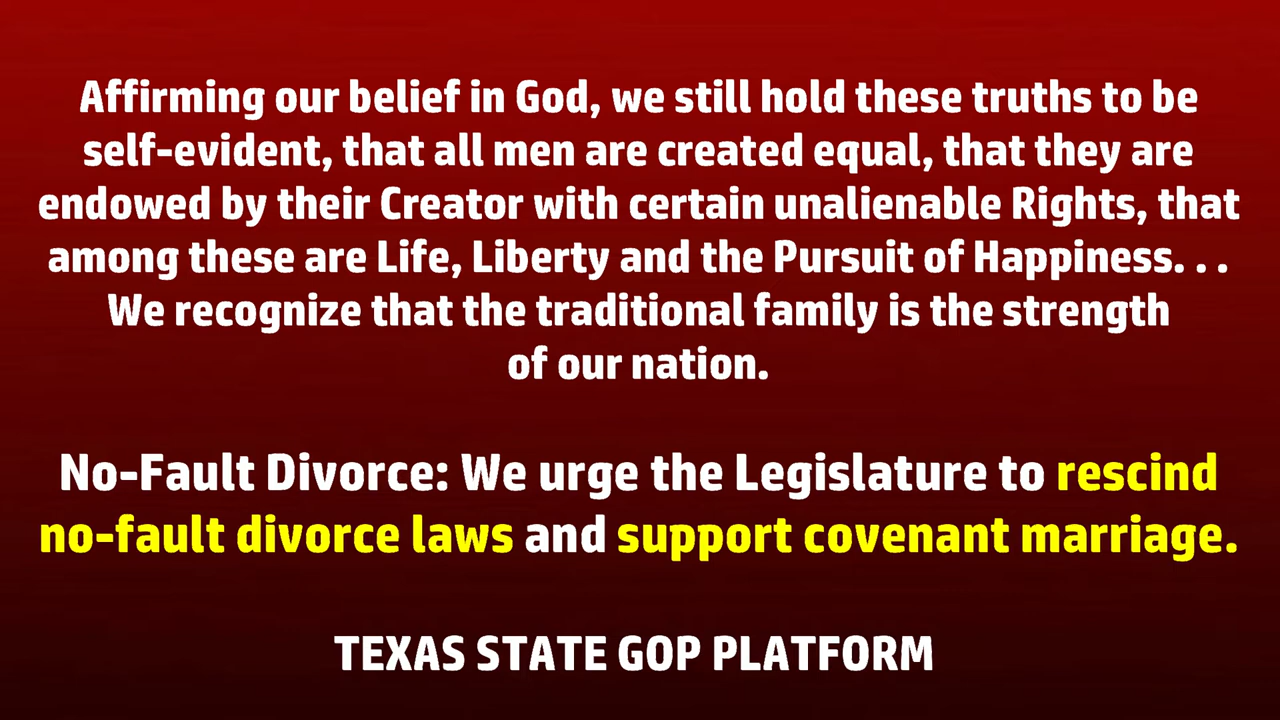 Affirming our belief in God, we still hold these truths to be
self-evident, that all men are created equal, that they are
endowed by their Creator with certain unalienable Rights, that
among these are Life, Liberty and the Pursuit of Happiness. . .
We recognize that the traditional family is the strength
of our nation.
No-Fault Divorce: We urge the Legislature to rescind
no-fault divorce laws and support covenant marriage.
TEXAS STATE GOP PLATFORM